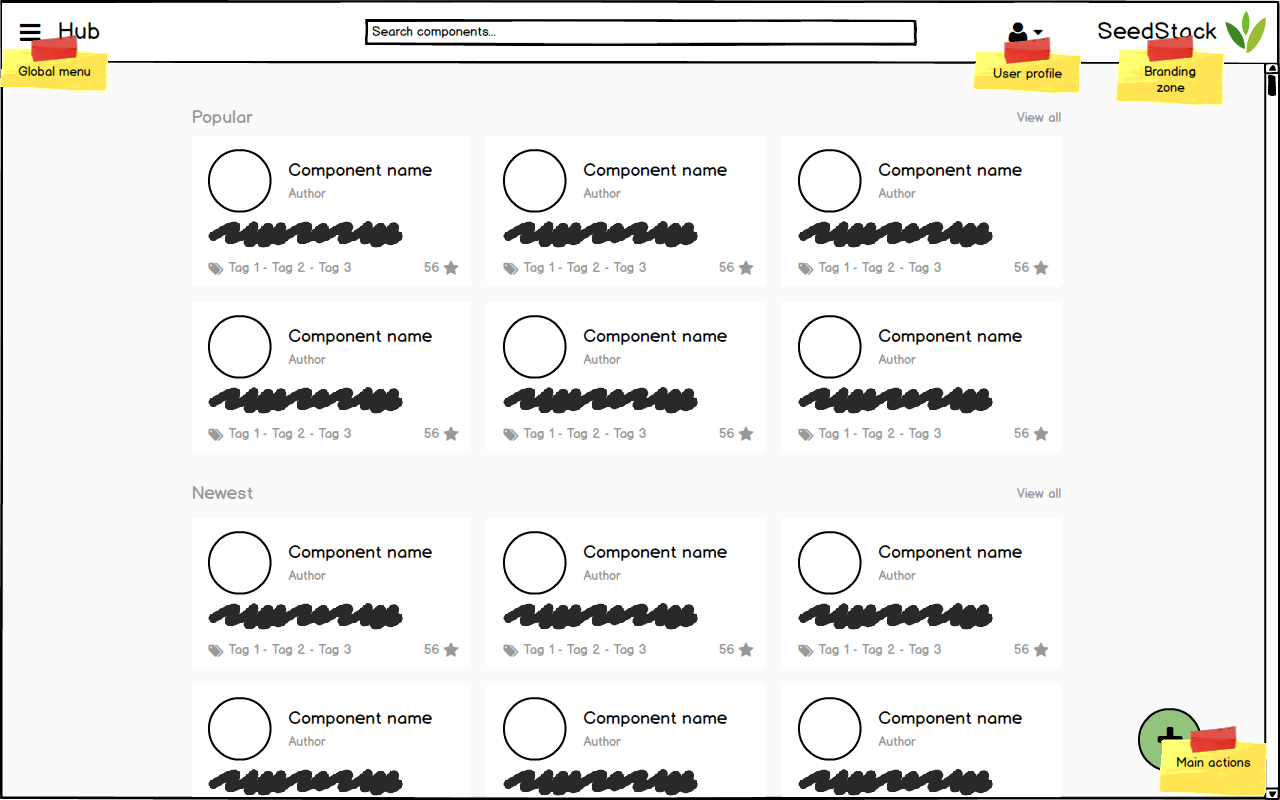 Hub
Search components...
SeedStack
Global menu
User profile
Branding
zone
Popular
View all
Component name
Author
Component name
Author
Component name
Author
Tag 1 - Tag 2 - Tag 3
56
Tag 1 - Tag 2 - Tag 3
56
Tag 1 - Tag 2 - Tag 3
56
Component name
Author
Component name
Author
Component name
Author
Tag 1 - Tag 2 - Tag 3
56
Tag 1 - Tag 2 - Tag 3
56
Tag 1 - Tag 2 - Tag 3
56
Newest
View all
Component name
Author
Component name
Author
Component name
Author
Tag 1 - Tag 2 - Tag 3
56
Tag 1 - Tag 2 - Tag 3
56
Tag 1 - Tag 2 - Tag 3
56
Component name
Author
Component name
Author
Component name
Author
Main actions